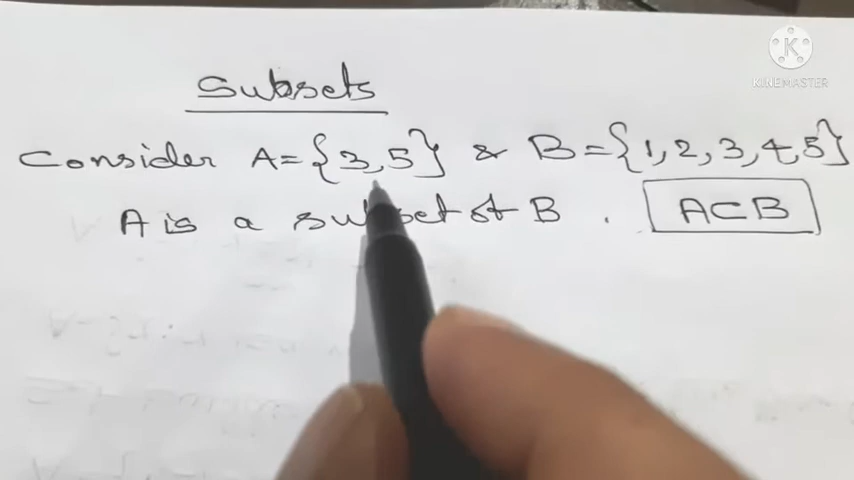 K
KINEMASTER
Subsets
Consider A={3,5} & B={1,2,3,4,5}
A is a subset of B . A⊂B